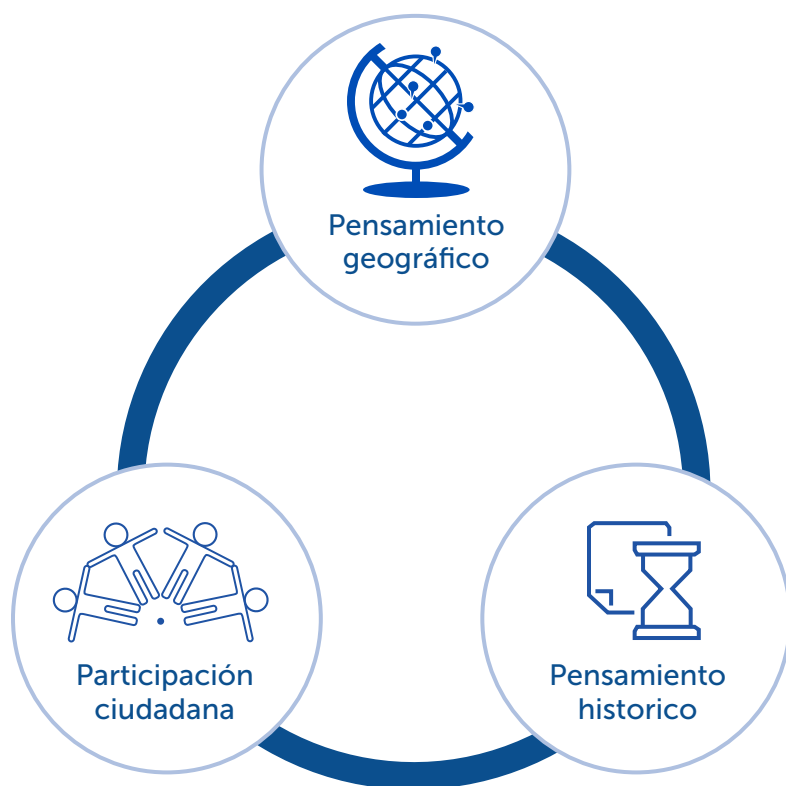 Pensamiento
geográfico
Participación
ciudadana
Pensamiento
historico